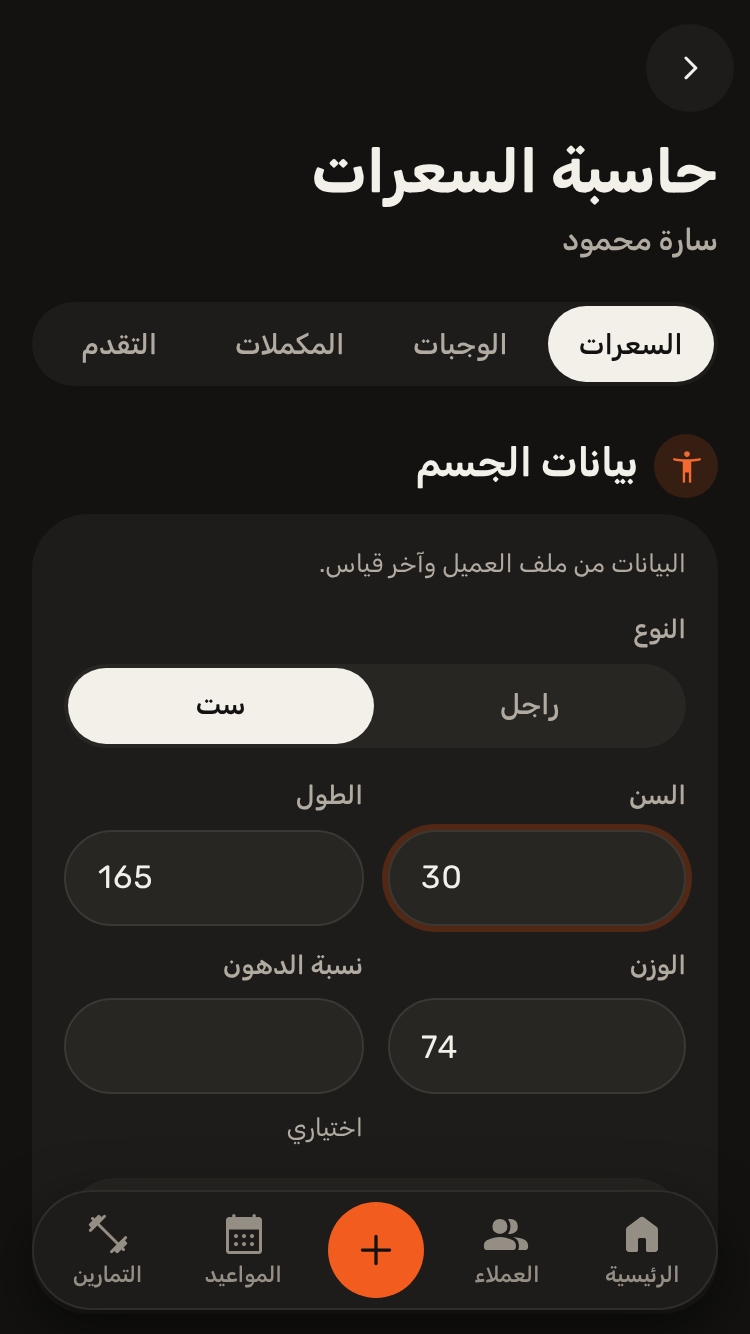 حاسبة السعرات
سارة محمود
السعرات
الوجبات
المكملات
التقدم
بيانات الجسم
البيانات من ملف العميل وآخر قياس.
النوع
راجل
ست
السن
الطول
30
165
الوزن
نسبة الدهون
74
اختياري
الرئيسية
العملاء
المواعيد
التمارين